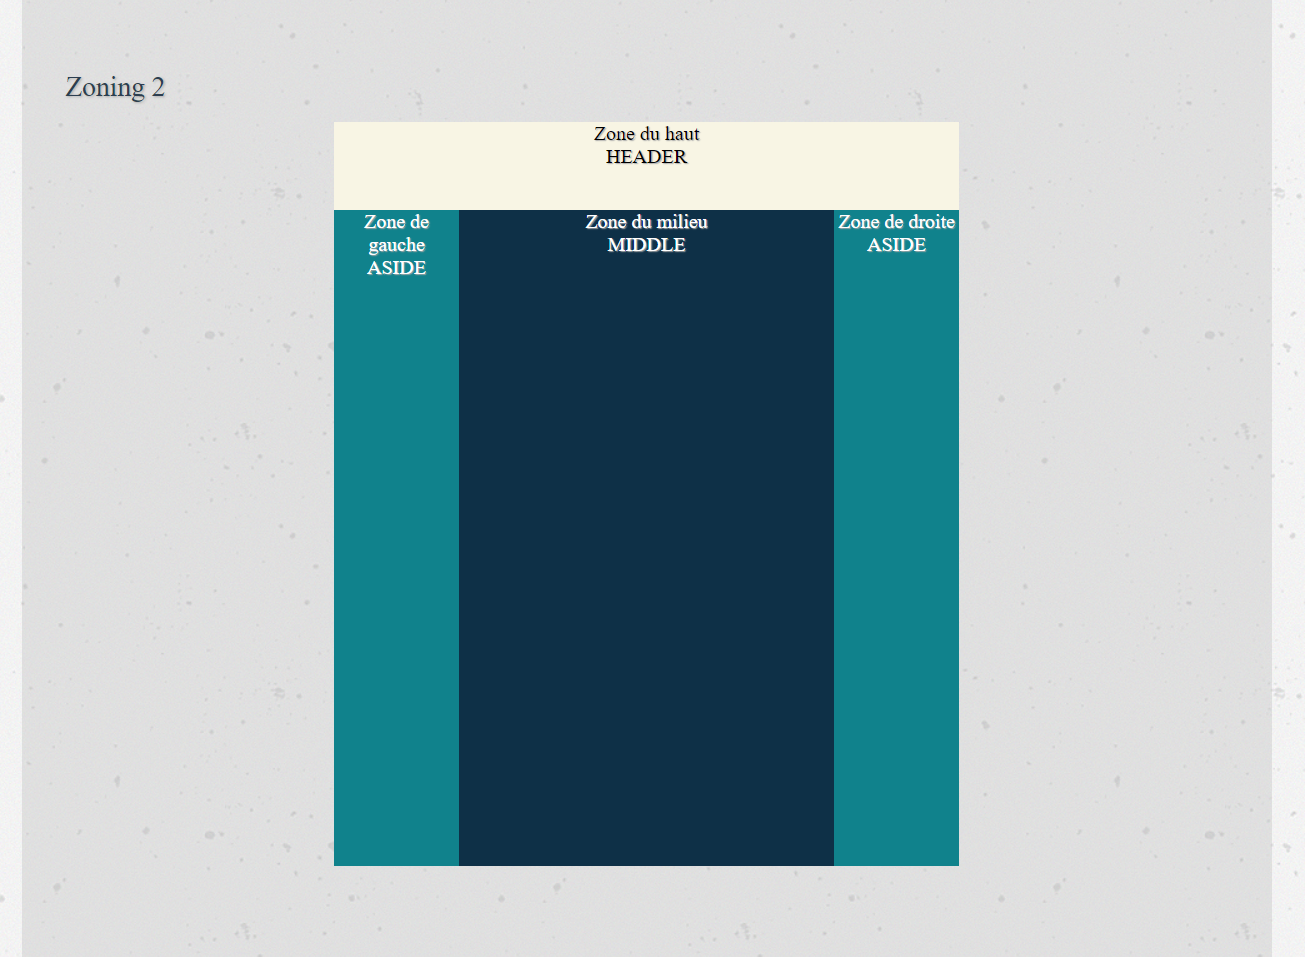 Zoning 2
Zone du haut
HEADER
Zone de
gauche
ASIDE
Zone du milieu
MIDDLE
Zone de droite
ASIDE